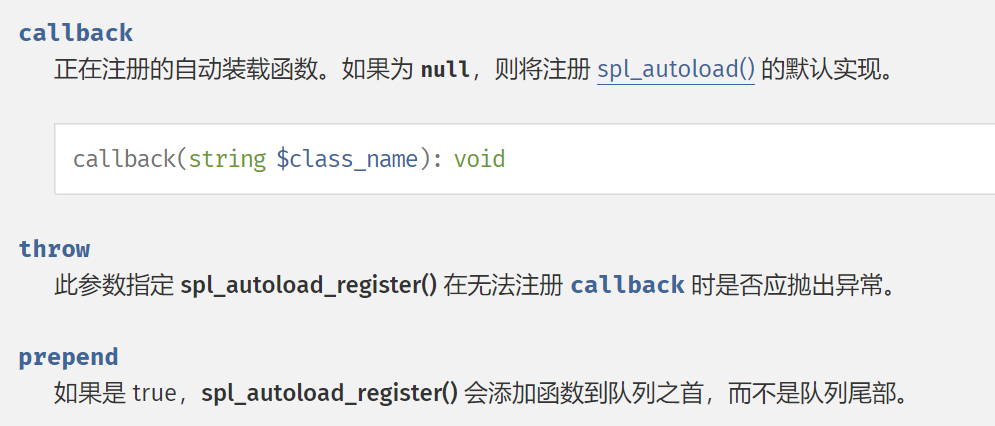 callback
正在注册的自动装载函数。如果为 null，则将注册 spl_autoload() 的默认实现。
callback(string $class_name): void
throw
此参数指定 spl_autoload_register() 在无法注册 callback 时是否应抛出异常。
prepend
如果是 true，spl_autoload_register() 会添加函数到队列之首，而不是队列尾部。